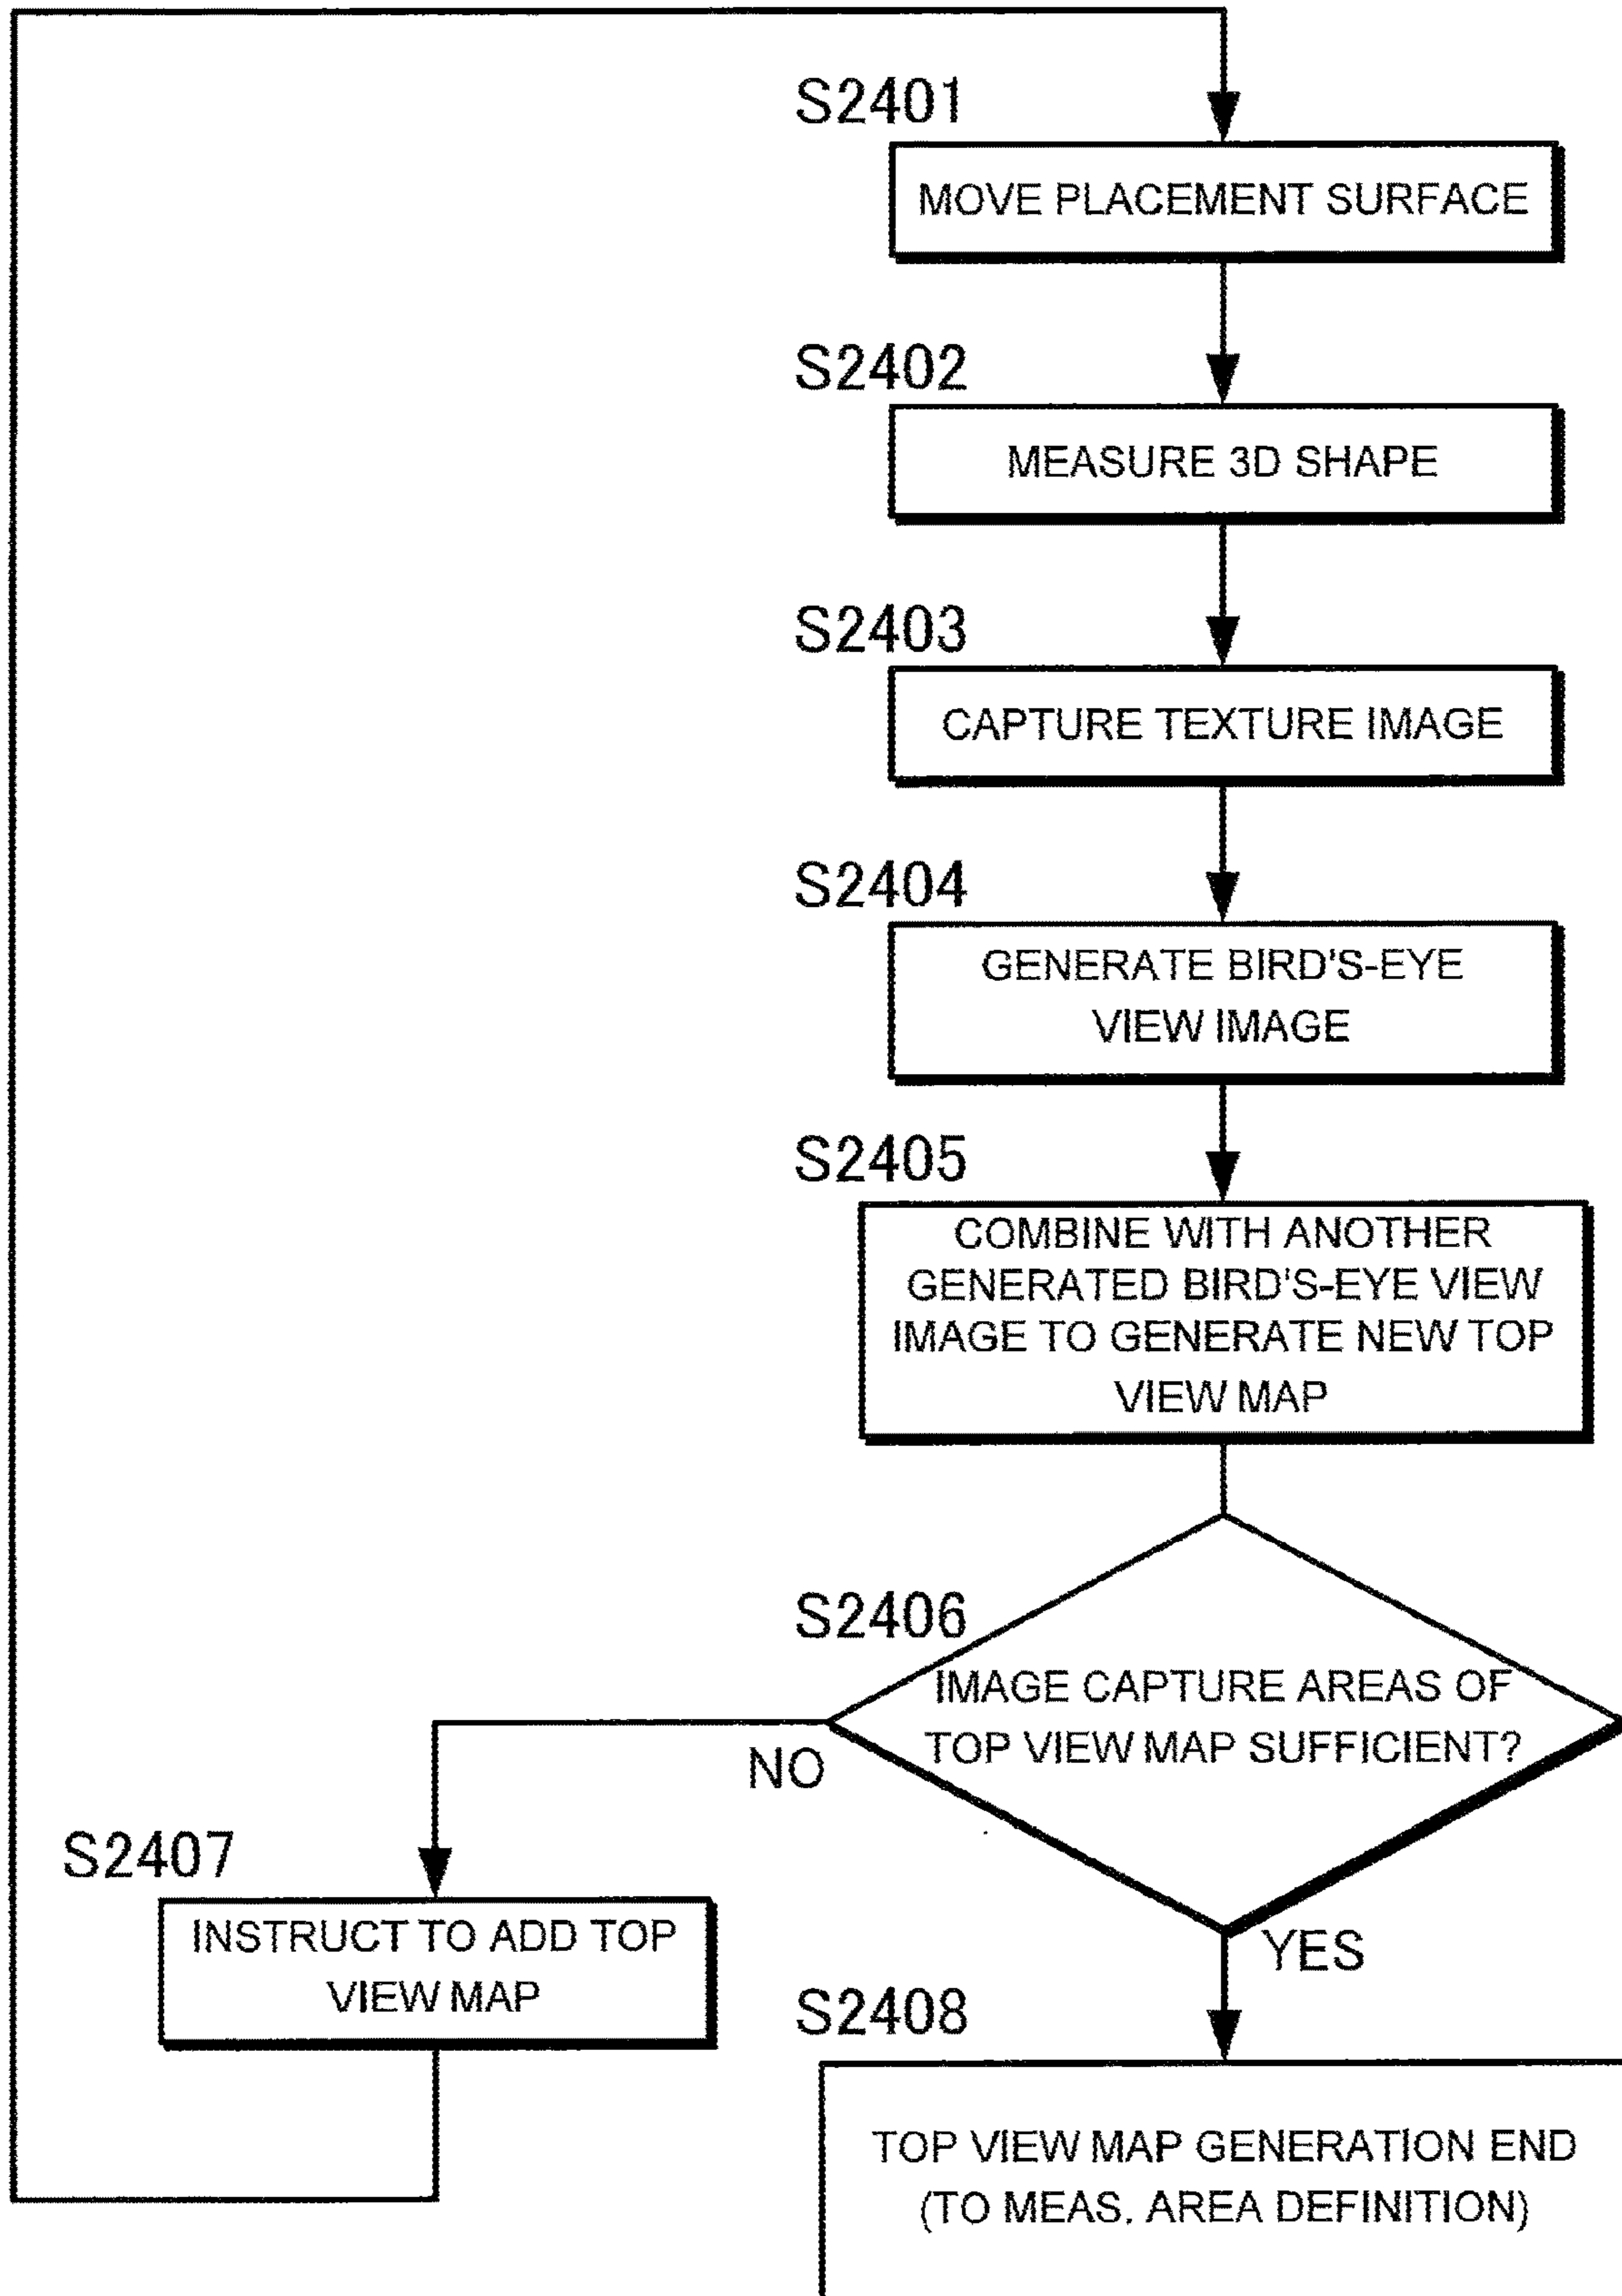 S2401
MOVE PLACEMENT SURFACE
S2402
MEASURE 3D SHAPE
S2403
CAPTURE TEXTURE IMAGE
S2404
GENERATE BIRD'S-EYE
VIEW IMAGE
S2405
COMBINE WITH ANOTHER
GENERATED BIRD'S-EYE VIEW
IMAGE TO GENERATE NEW TOP
VIEW MAP
S2406
IMAGE CAPTURE AREAS OF
TOP VIEW MAP SUFFICIENT?
NO
S2407
INSTRUCT TO ADD TOP
VIEW MAP
YES
S2408
TOP VIEW MAP GENERATION END
(TO MEAS. AREA DEFINITION)